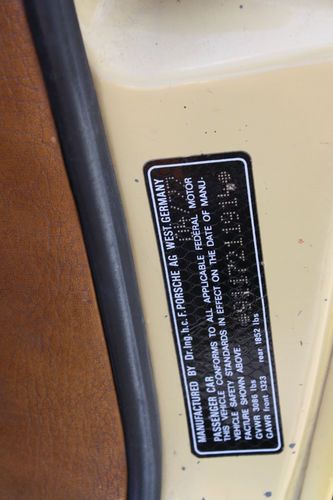 MANUFACTURED BY Dr.Ing.h.c. F.PORSCHE AG WEST.GERMANY
PASSENGER CAR
THIS VEHICLE CONFORMS TO ALL APPLICABLE FEDERAL MOTOR
VEHICLE SAFETY STANDARDS IN EFFECT ON THE DATE OF MANU-
FACTURE SHOWN ABOVE.
GVWR 3086 lbs
GAWR front 1323 rear 1852 lbs